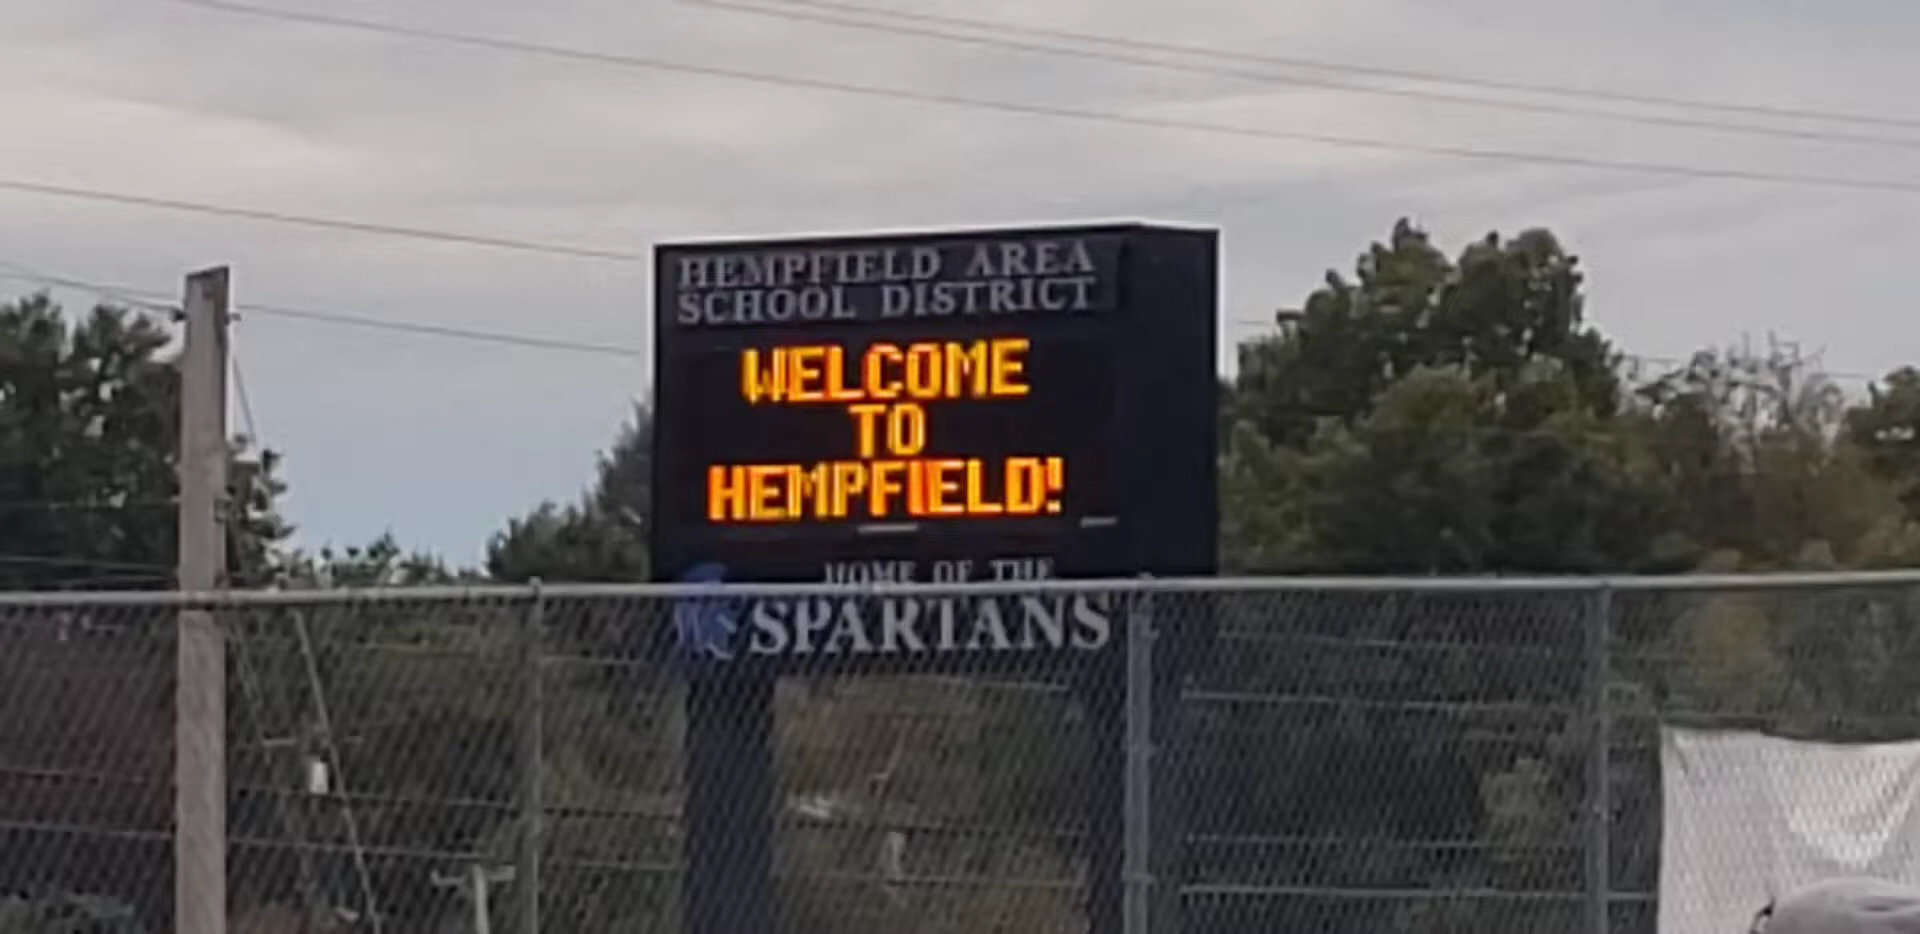 HEMPFIELD AREA
SCHOOL DISTRICT
WELCOME
TO
HEMPFIELD!
HOME OF THE
SPARTANS